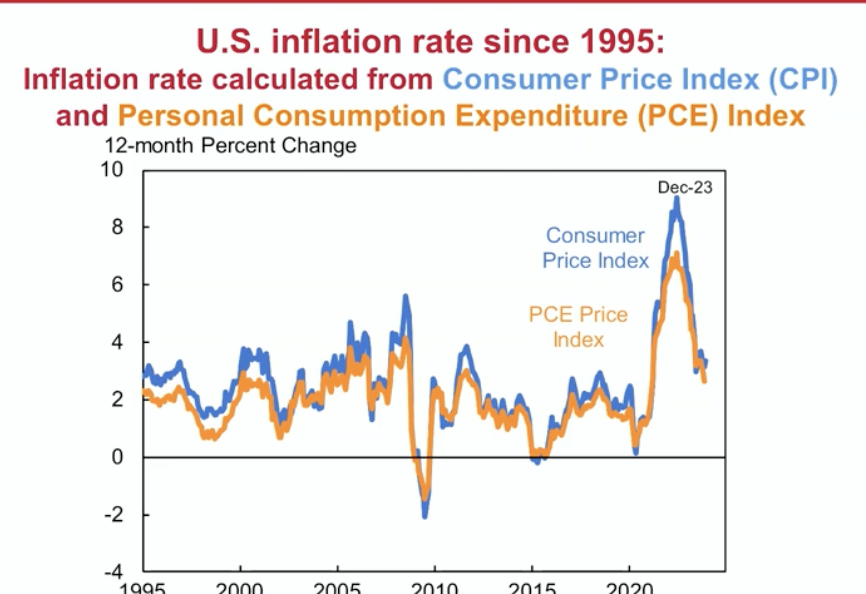 U.S. inflation rate since 1995:
Inflation rate calculated from Consumer Price Index (CPI)
and Personal Consumption Expenditure (PCE) Index
12-month Percent Change
10
Dec-23
8
Consumer
Price Index
6
PCE Price
Index
4
2
0
-2
-4
1995 2000 2005 2010 2015 2020